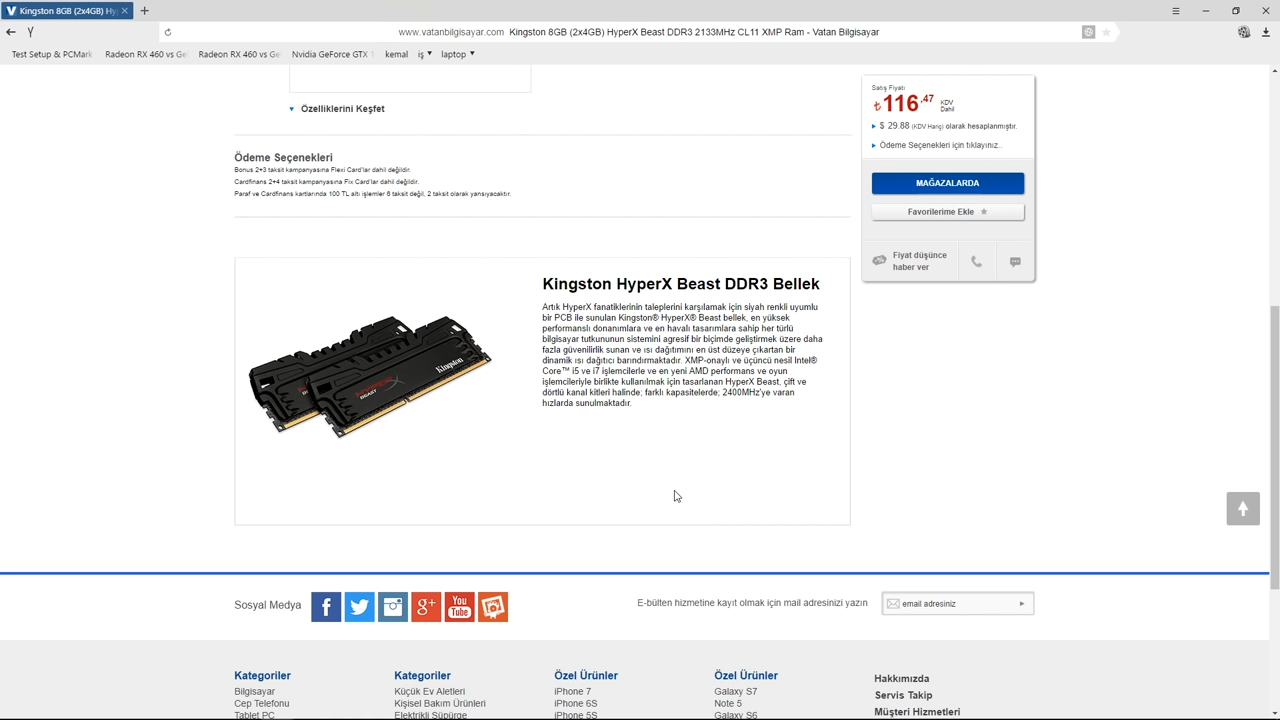 Kingston 8GB (2x4GB) Hy
www.vatanbilgisayar.com Kingston 8GB (2x4GB) HyperX Beast DDR3 2133MHz CL11 XMP Ram - Vatan Bilgisayar
Test Setup & PCMark
Radeon RX 460 vs Ge
Radeon RX 460 vs Ge
Nvidia GeForce GTX 1
kemal
iş
laptop
Özelliklerini Keşfet
Ödeme Seçenekleri
Bonus 2+3 taksit kampanyasına Flexi Card'lar dahil değildir.
Cardfinans 2+4 taksit kampanyasına Fix Card'lar dahil değildir.
Paraf ve Cardfinans kartlarında 100 TL altı işlemler 6 taksit değil, 2 taksit olarak yansıyacaktır.
Satış Fiyatı
₺116,47 KDV Dahil
$ 29.88 (KDV Hariç) olarak hesaplanmıştır.
Ödeme Seçenekleri için tıklayınız..
MAĞAZALARDA
Favorilerime Ekle
Fiyat düşünce
haber ver
Kingston HyperX Beast DDR3 Bellek
Artık HyperX fanatiklerinin taleplerini karşılamak için siyah renkli uyumlu
bir PCB ile sunulan Kingston® HyperX® Beast bellek, en yüksek
performanslı donanımlara ve en havalı tasarımlara sahip her türlü
bilgisayar tutkununun sistemini agresif bir biçimde geliştirmek üzere daha
fazla güvenilirlik sunan ve ısı dağıtımını en üst düzeye çıkartan bir
dinamik ısı dağıtıcı barındırmaktadır. XMP-onaylı ve üçüncü nesil Intel®
Core™ i5 ve i7 işlemcilerle ve en yeni AMD performans ve oyun
işlemcileriyle birlikte kullanılmak için tasarlanan HyperX Beast, çift ve
dörtlü kanal kitleri halinde; farklı kapasitelerde; 2400MHz'ye varan
hızlarda sunulmaktadır.
Kingston
BEAST
Sosyal Medya
f
g+
You
Tube
E-bülten hizmetine kayıt olmak için mail adresinizi yazın
email adresiniz
Kategoriler
Bilgisayar
Cep Telefonu
Tablet PC
Kategoriler
Küçük Ev Aletleri
Kişisel Bakım Ürünleri
Elektrikli Süpürge
Özel Ürünler
iPhone 7
iPhone 6S
iPhone 5S
Özel Ürünler
Galaxy S7
Note 5
Galaxy S6
Hakkımızda
Servis Takip
Müşteri Hizmetleri